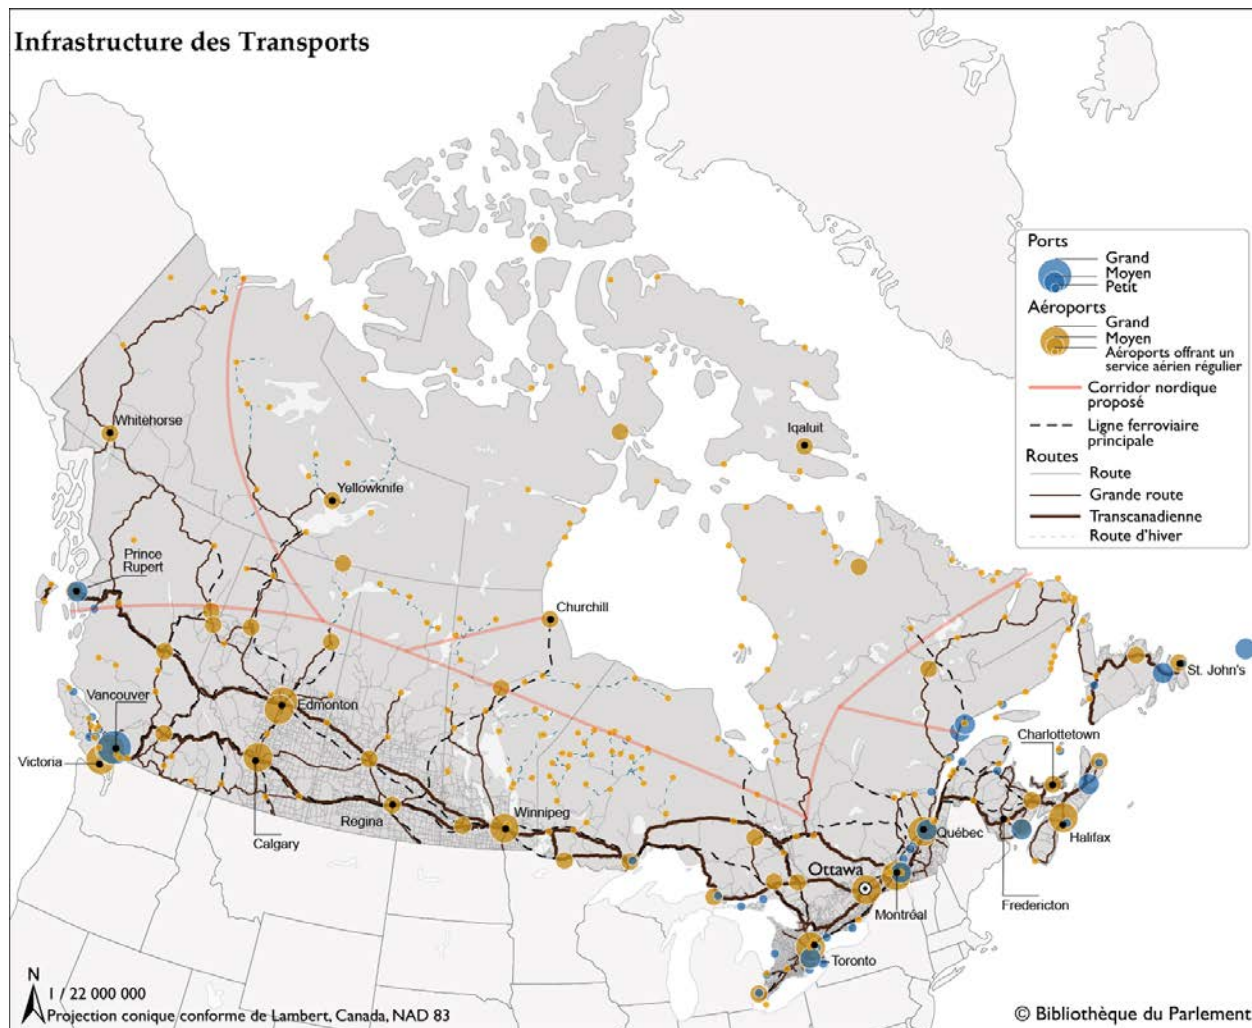 Infrastructure des Transports
Ports
Grand
Moyen
Petit
Aéroports
Grand
Moyen
Aéroports offrant un
service aérien régulier
Corridor nordique
proposé
Ligne ferroviaire
principale
Routes
Route
Grande route
Transcanadienne
Route d'hiver
Whitehorse
Iqaluit
Yellowknife
Prince
Rupert
Churchill
St. John's
Vancouver
Edmonton
Charlottetown
Victoria
Winnipeg
Regina
Québec
Halifax
Calgary
Ottawa
Fredericton
Montréal
Toronto
N
1 / 22 000 000
Projection conique conforme de Lambert, Canada, NAD 83
© Bibliothèque du Parlement